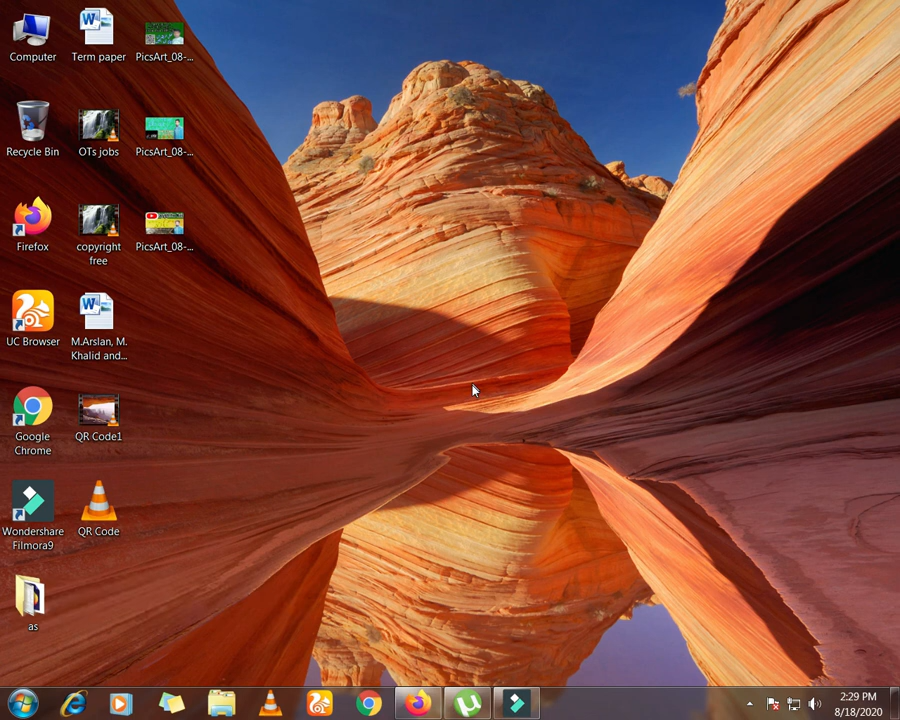 Computer
Term paper
PicsArt_08-...
Recycle Bin
OTs jobs
PicsArt_08-...
Firefox
copyright
free
PicsArt_08-...
UC Browser
M.Arslan, M.
Khalid and...
Google
Chrome
QR Code1
Wondershare
Filmora9
QR Code
as
2:29 PM
8/18/2020